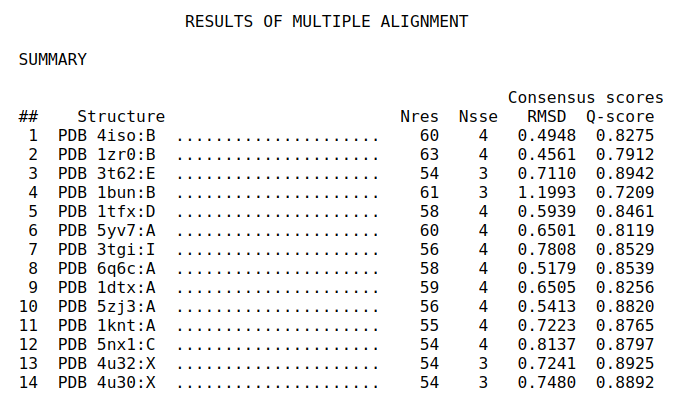 RESULTS OF MULTIPLE ALIGNMENT
SUMMARY
Consensus scores
## Structure Nres Nsse RMSD Q-score
1 PDB 4iso:B ..................... 60 4 0.4948 0.8275
2 PDB 1zr0:B ..................... 63 4 0.4561 0.7912
3 PDB 3t62:E ..................... 54 3 0.7110 0.8942
4 PDB 1bun:B ..................... 61 3 1.1993 0.7209
5 PDB 1tfx:D ..................... 58 4 0.5939 0.8461
6 PDB 5yv7:A ..................... 60 4 0.6501 0.8119
7 PDB 3tgi:I ..................... 56 4 0.7808 0.8529
8 PDB 6q6c:A ..................... 58 4 0.5179 0.8539
9 PDB 1dtx:A ..................... 59 4 0.6505 0.8256
10 PDB 5zj3:A ..................... 56 4 0.5413 0.8820
11 PDB 1knt:A ..................... 55 4 0.7223 0.8765
12 PDB 5nx1:C ..................... 54 4 0.8137 0.8797
13 PDB 4u32:X ..................... 54 3 0.7241 0.8925
14 PDB 4u30:X ..................... 54 3 0.7480 0.8892